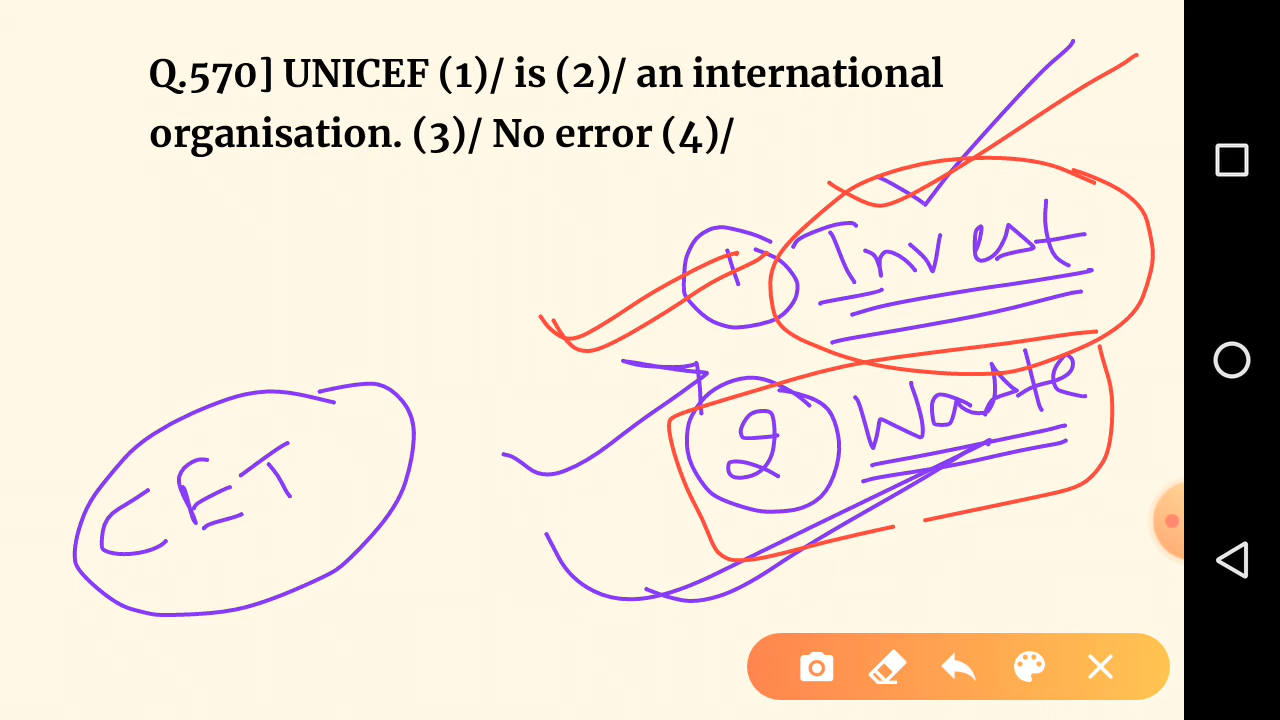 Q.570] UNICEF (1)/ is (2)/ an international
organisation. (3)/ No error (4)/
1 Invest
2 Waste
CET